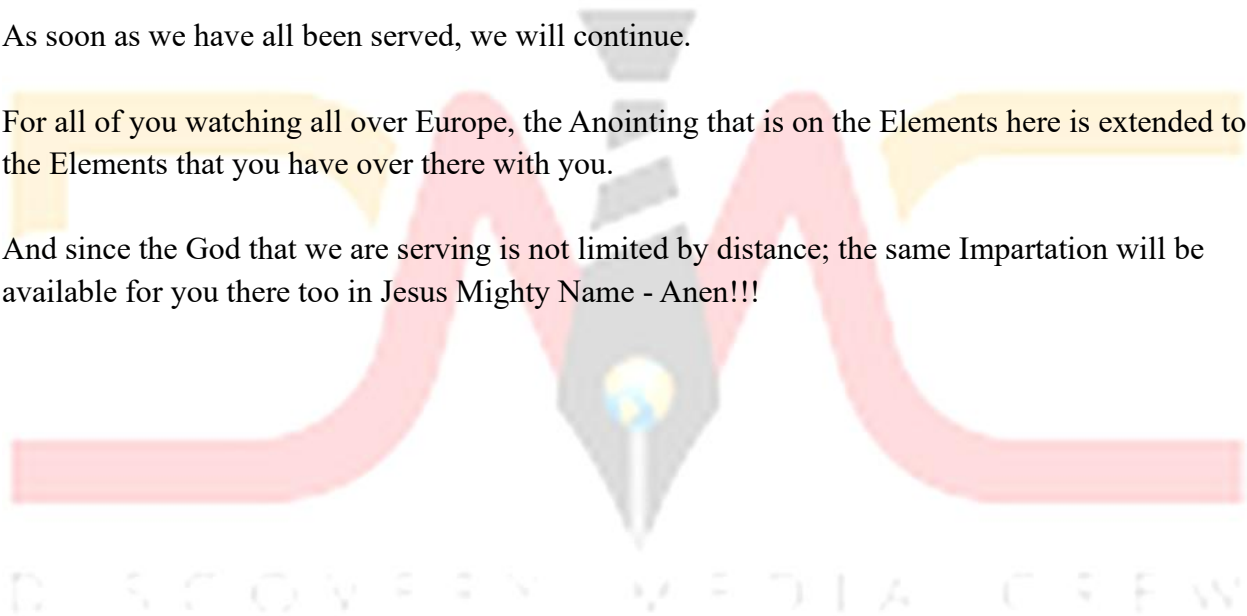 As soon as we have all been served, we will continue.
For all of you watching all over Europe, the Anointing that is on the Elements here is extended to
the Elements that you have over there with you.
And since the God that we are serving is not limited by distance; the same Impartation will be
available for you there too in Jesus Mighty Name - Anen!!!
DISCOVERY MEDIA CREW